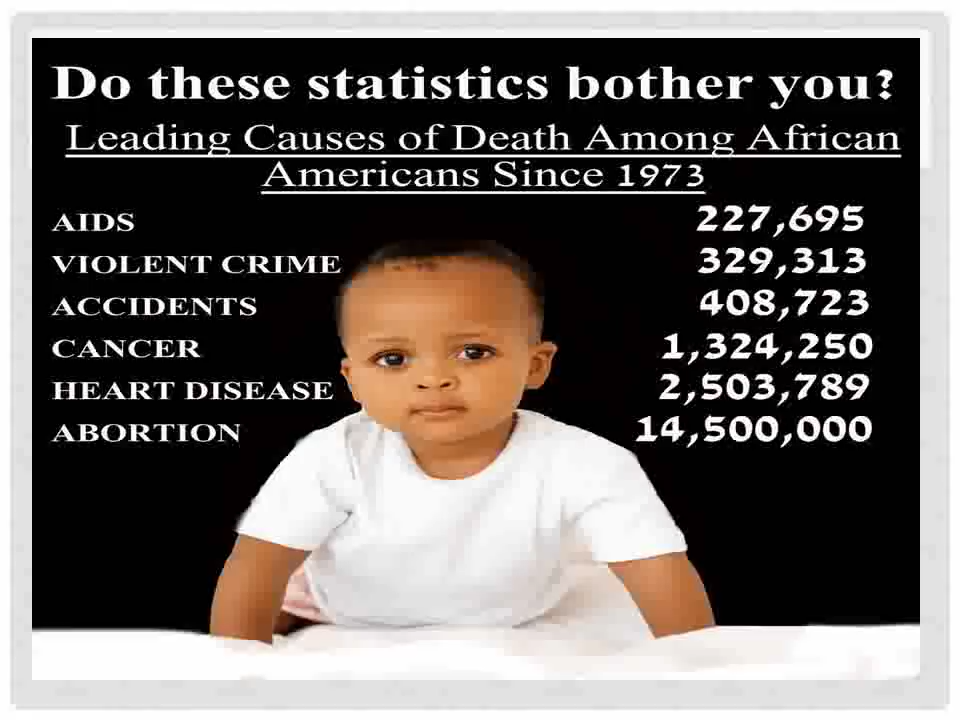 Do these statistics bother you?
Leading Causes of Death Among African
Americans Since 1973
AIDS 227,695
VIOLENT CRIME 329,313
ACCIDENTS 408,723
CANCER 1,324,250
HEART DISEASE 2,503,789
ABORTION 14,500,000